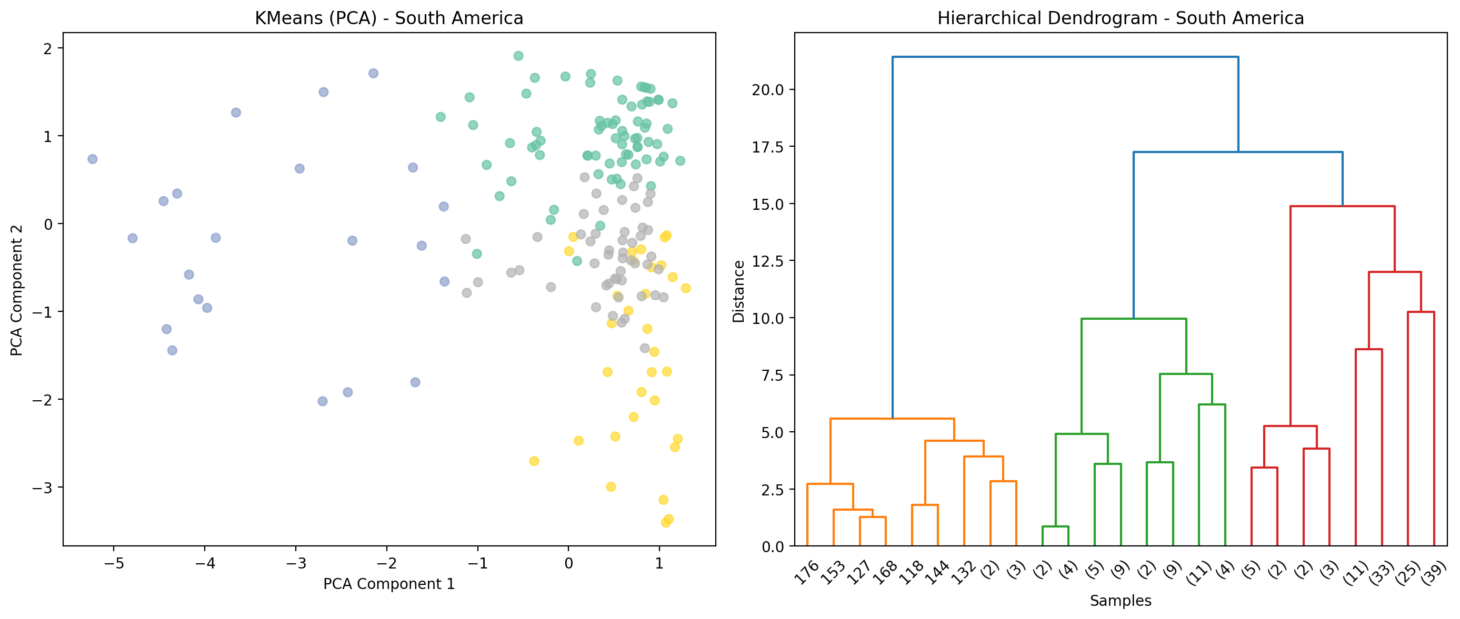 KMeans (PCA) - South America
2
1
0
−1
−2
−3
PCA Component 2
−5 −4 −3 −2 −1 0 1
PCA Component 1
Hierarchical Dendrogram - South America
20.0
17.5
15.0
12.5
10.0
7.5
5.0
2.5
0.0
Distance
176 153 127 168 118 144 132 (2) (3) (2) (4) (5) (9) (2) (9) (11) (4) (5) (2) (2) (3) (11) (33) (25) (39)
Samples